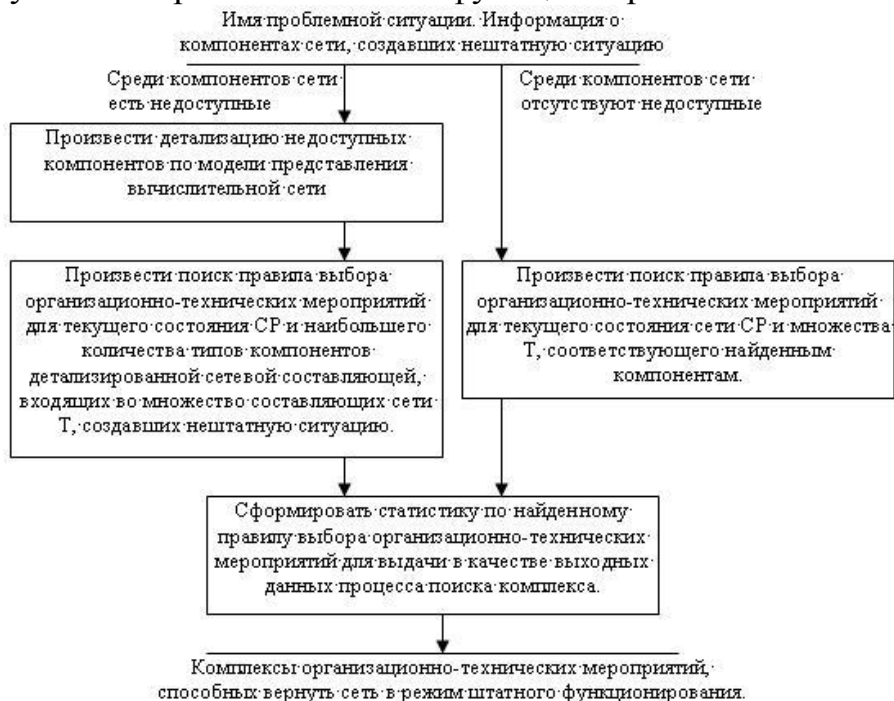 Имя проблемной ситуации. Информация о
компонентах сети, создавших нештатную ситуацию
Среди компонентов сети
есть недоступные
Среди компонентов сети
отсутствуют недоступные
Произвести детализацию недоступных
компонентов по модели представления
вычислительной сети
Произвести поиск правила выбора
организационно-технических мероприятий
для текущего состояния СР и наибольшего
количества типов компонентов
детализированной сетевой составляющей,
входящих во множество составляющих сети
Т, создавших нештатную ситуацию.
Произвести поиск правила выбора
организационно-технических мероприятий
для текущего состояния сети СР и множества
Т, соответствующего найденным
компонентам.
Сформировать статистику по найденному
правилу выбора организационно-технических
мероприятий для выдачи в качестве выходных
данных процесса поиска комплекса.
Комплексы организационно-технических мероприятий,
способных вернуть сеть в режим штатного функционирования.